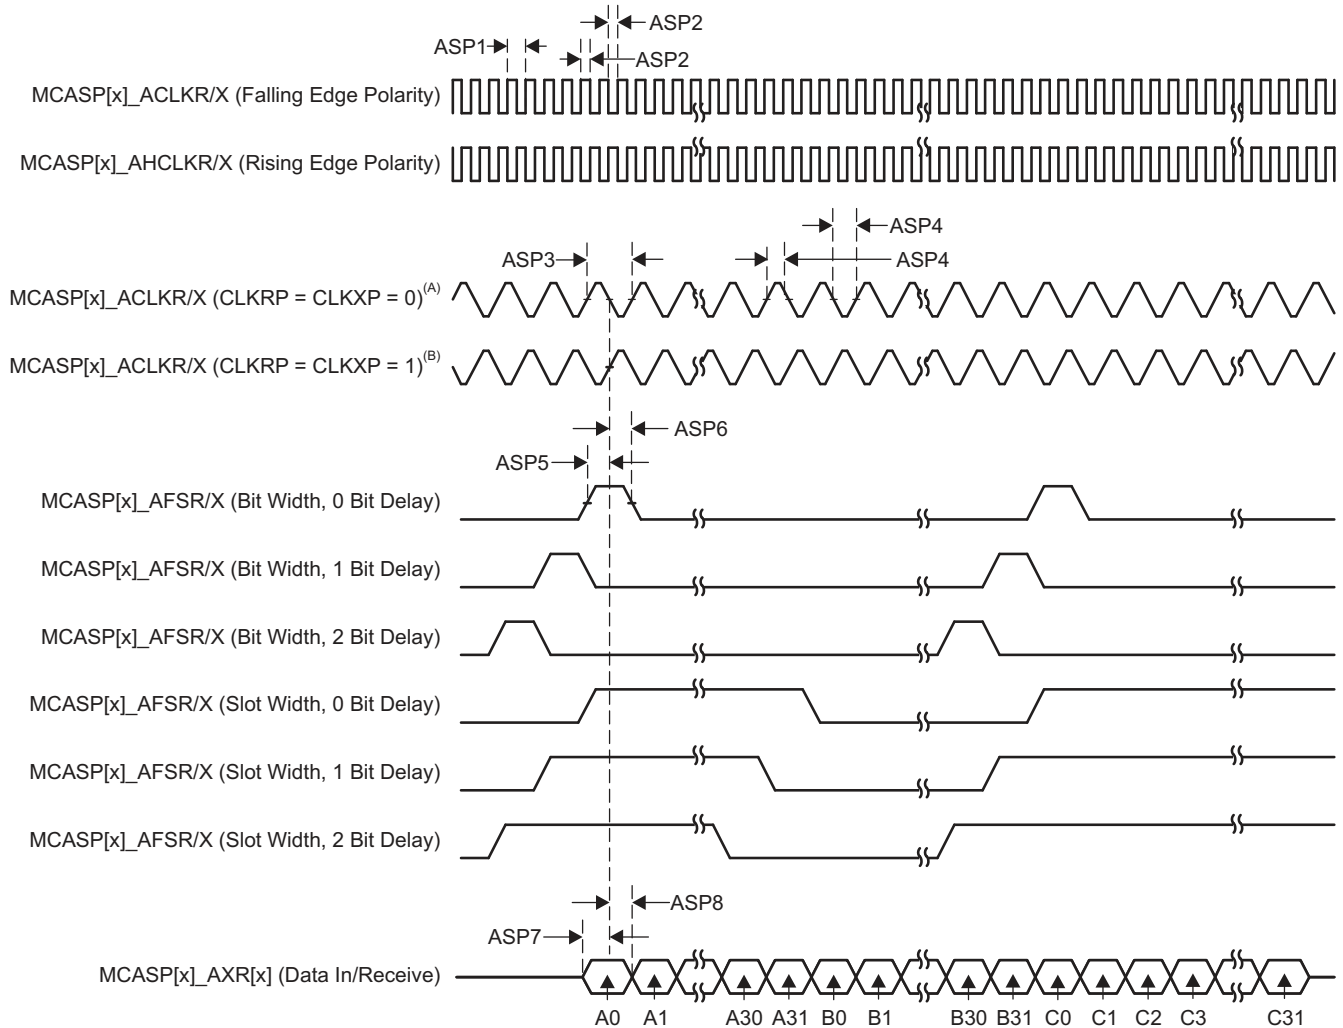 ASP2
ASP1
ASP2
MCASP[x]_ACLKR/X (Falling Edge Polarity)
MCASP[x]_AHCLKR/X (Rising Edge Polarity)
ASP4
ASP3
ASP4
MCASP[x]_ACLKR/X (CLKRP = CLKXP = 0)(A)
MCASP[x]_ACLKR/X (CLKRP = CLKXP = 1)(B)
ASP6
ASP5
MCASP[x]_AFSR/X (Bit Width, 0 Bit Delay)
MCASP[x]_AFSR/X (Bit Width, 1 Bit Delay)
MCASP[x]_AFSR/X (Bit Width, 2 Bit Delay)
MCASP[x]_AFSR/X (Slot Width, 0 Bit Delay)
MCASP[x]_AFSR/X (Slot Width, 1 Bit Delay)
MCASP[x]_AFSR/X (Slot Width, 2 Bit Delay)
ASP8
ASP7
MCASP[x]_AXR[x] (Data In/Receive)
A0 A1 A30 A31 B0 B1 B30 B31 C0 C1 C2 C3 C31